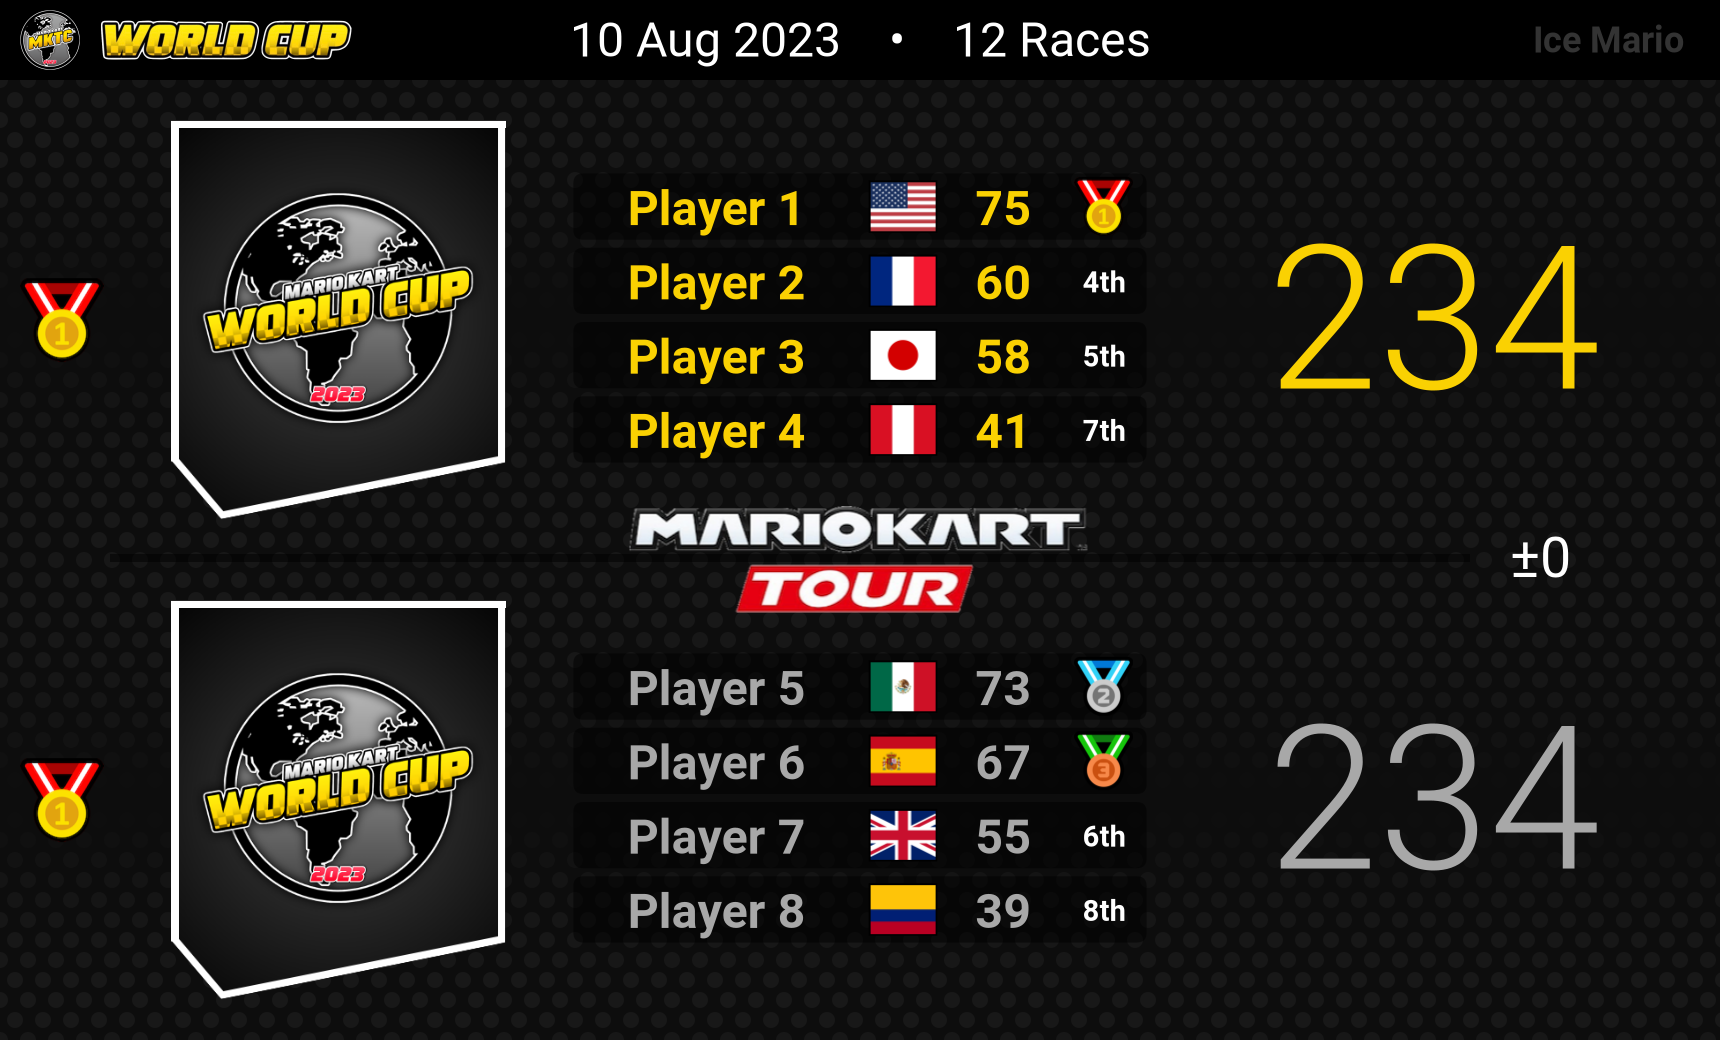 MKTC
2023
WORLD CUP
10 Aug 2023 • 12 Races
Ice Mario
1
MARIO KART
WORLD CUP
2023
Player 1 75 1
Player 2 60 4th
Player 3 58 5th
Player 4 41 7th
234
MARIOKART
TOUR
±0
1
MARIO KART
WORLD CUP
2023
Player 5 73 2
Player 6 67 3
Player 7 55 6th
Player 8 39 8th
234